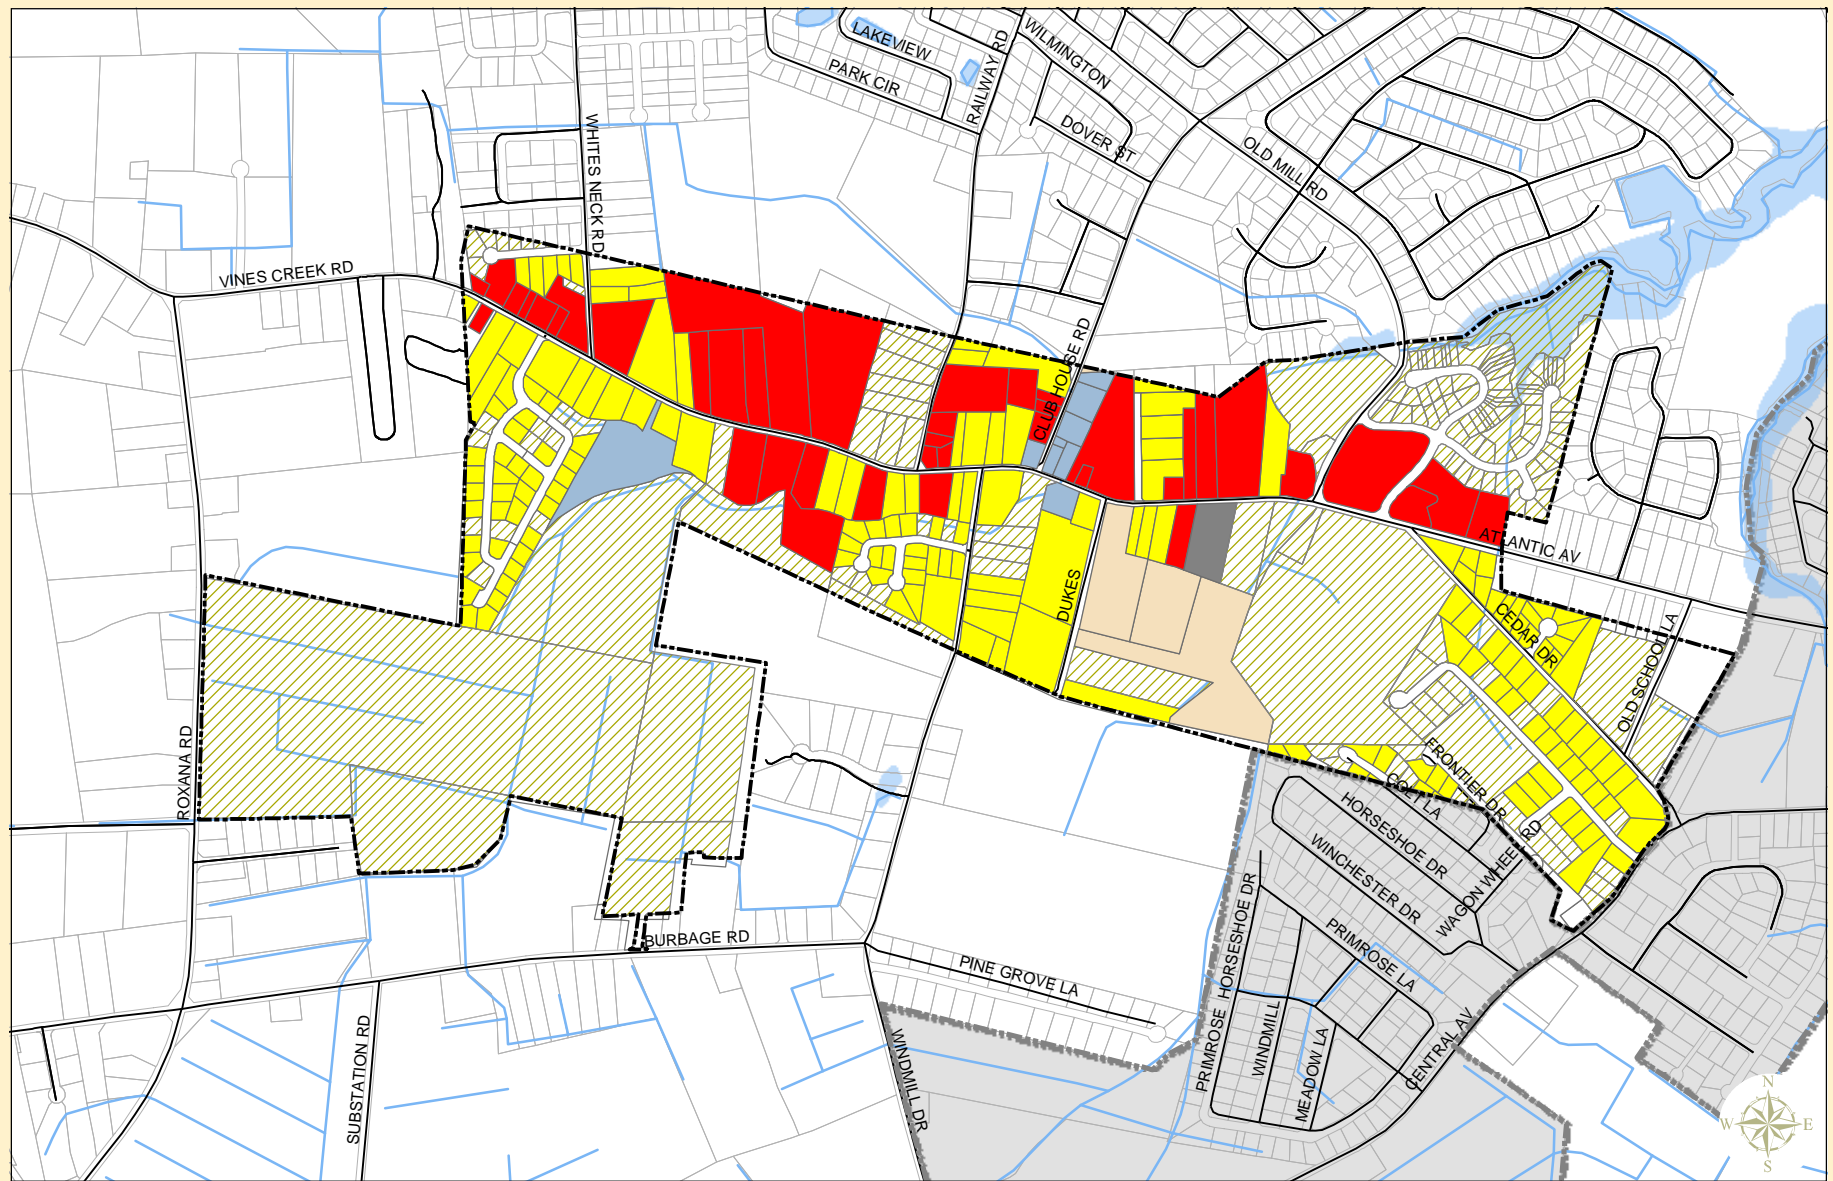 LAKEVIEW
PARK CIR
RAILWAY RD
WILMINGTON
DOVER ST
OLD MILL RD
WHITES NECK RD
VINES CREEK RD
CLUB HOUSE RD
ATLANTIC AV
DUKES
CEDAR DR
OLD SCHOOL LA
ROXANA RD
FRONTIER DR
COLT LA
HORSESHOE DR
WINCHESTER DR
WAGON WHEEL RD
BURBAGE RD
PRIMROSE LA
PINE GROVE LA
HORSESHOE DR
PRIMROSE
WINDMILL
MEADOW LA
CENTRAL AV
SUBSTATION RD
WINDMILL DR
N
W
E
S